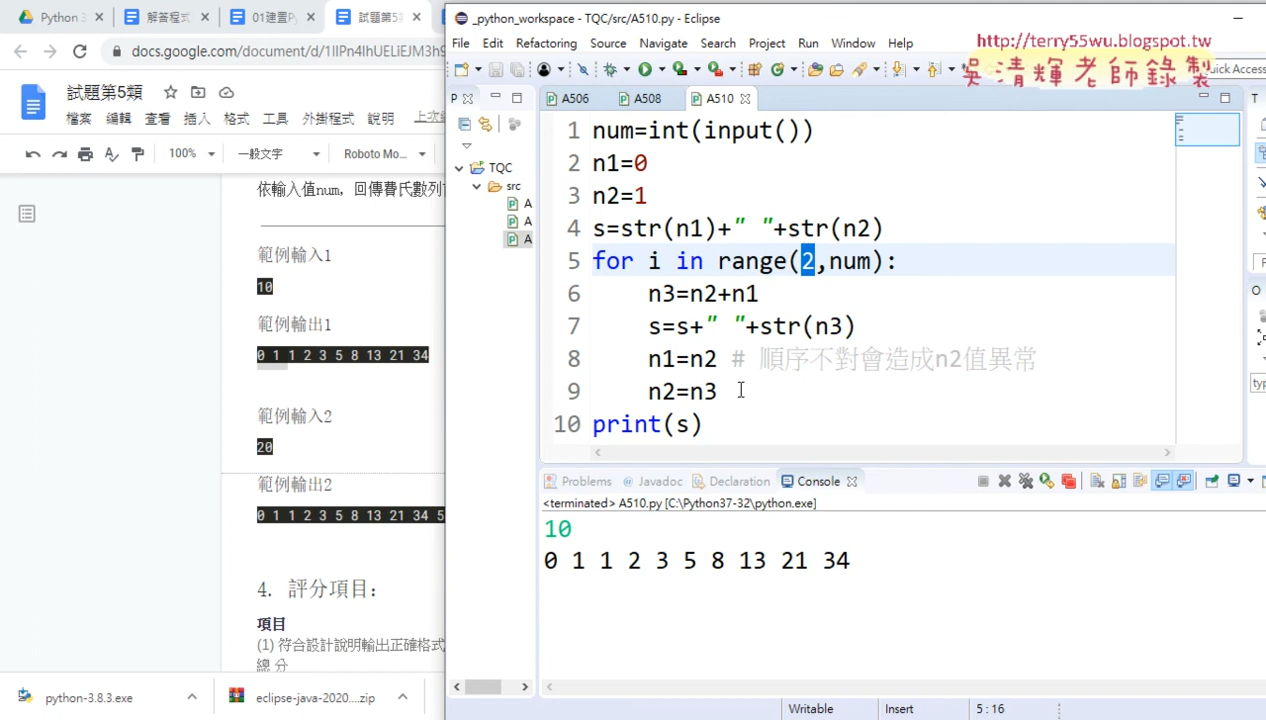 Python 3.
解答程式
01建置Py
試題第5類
docs.google.com/document/d/1lIPn4IhUELiEJM3h9
試題第5類
檔案 編輯 查看 插入 格式 工具 外掛程式 說明 上次
100% 一般文字 Roboto Mo...
依輸入值num，回傳費氏數列
範例輸入1
10
範例輸出1
0 1 1 2 3 5 8 13 21 34
範例輸入2
20
範例輸出2
0 1 1 2 3 5 8 13 21 34 5
4. 評分項目：
項目
(1) 符合設計說明輸出正確格式
總 分
python-3.8.3.exe
eclipse-java-2020....zip
_python_workspace - TQC/src/A510.py - Eclipse
File Edit Refactoring Source Navigate Search Project Run Window Help
http://terry55wu.blogspot.tw
吳清輝老師錄製
Quick Access
P
A506 A508 A510
TQC
src
A
A
A
1 num=int(input())
2 n1=0
3 n2=1
4 s=str(n1)+" "+str(n2)
5 for i in range(2,num):
6 n3=n2+n1
7 s=s+" "+str(n3)
8 n1=n2 # 順序不對會造成n2值異常
9 n2=n3
10 print(s)
T
O
typ
Problems Javadoc Declaration Console
<terminated> A510.py [C:\Python37-32\python.exe]
10
0 1 1 2 3 5 8 13 21 34
Writable Insert 5 : 16